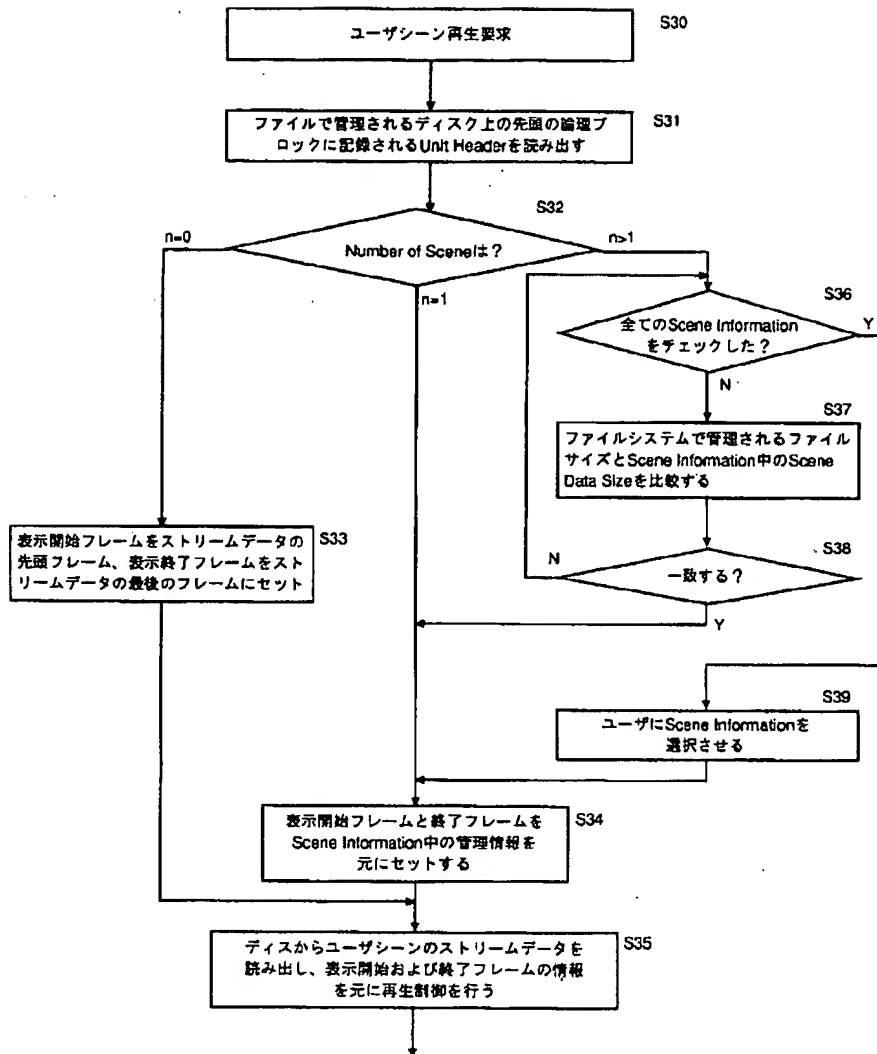 S30
ユーザシーン再生要求
S31
ファイルで管理されるディスク上の先頭の論理ブ
ロックに記録されるUnit Headerを読み出す
S32
Number of Sceneは？
n=0
n=1
n>1
S36
全てのScene Information
をチェックした？
Y
N
S37
ファイルシステムで管理されるファイル
サイズとScene Information中のScene
Data Sizeを比較する
S38
一致する？
N
Y
S33
表示開始フレームをストリームデータの
先頭フレーム、表示終了フレームをスト
リームデータの最後のフレームにセット
S39
ユーザにScene Informationを
選択させる
S34
表示開始フレームと終了フレームを
Scene Information中の管理情報を
元にセットする
S35
ディスからユーザシーンのストリームデータを
読み出し、表示開始および終了フレームの情報
を元に再生制御を行う